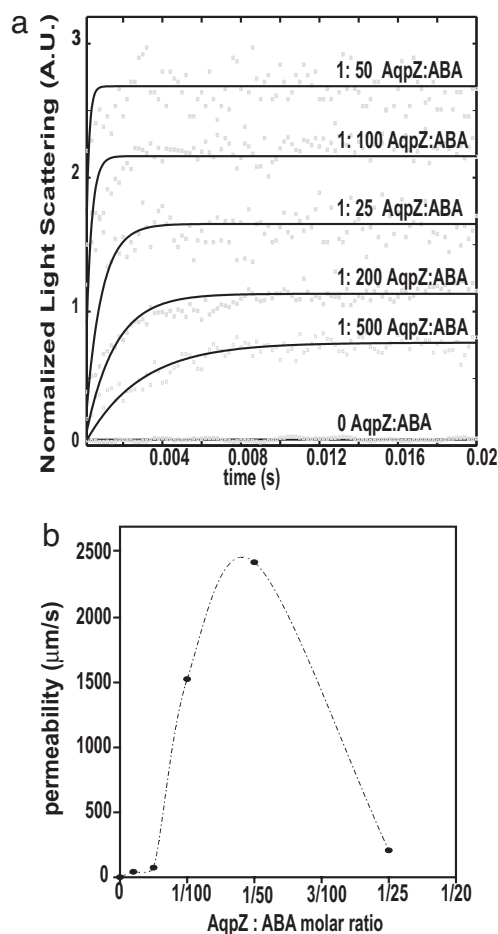 a
Normalized Light Scattering (A.U.)
3
2
1
0
1: 50 AqpZ:ABA
1: 100 AqpZ:ABA
1: 25 AqpZ:ABA
1: 200 AqpZ:ABA
1: 500 AqpZ:ABA
0 AqpZ:ABA
0.004 0.008 0.012 0.016 0.02
time (s)
b
permeability (μm/s)
2500
2000
1500
1000
500
0
0 1/100 1/50 3/100 1/25 1/20
AqpZ : ABA molar ratio